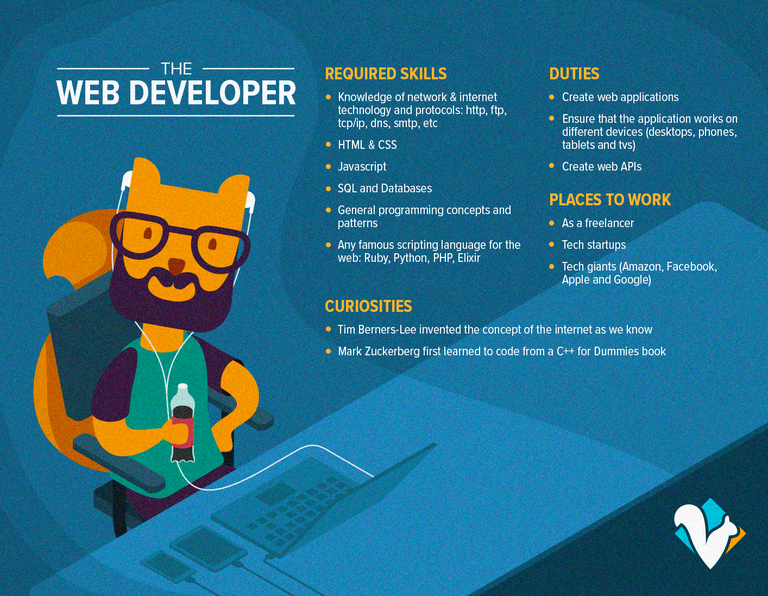 THE
WEB DEVELOPER
REQUIRED SKILLS
Knowledge of network & internet
technology and protocols: http, ftp,
tcp/ip, dns, smtp, etc
HTML & CSS
Javascript
SQL and Databases
General programming concepts and
patterns
Any famous scripting language for the
web: Ruby, Python, PHP, Elixir
DUTIES
Create web applications
Ensure that the application works on
different devices (desktops, phones,
tablets and tvs)
Create web APIs
PLACES TO WORK
As a freelancer
Tech startups
Tech giants (Amazon, Facebook,
Apple and Google)
CURIOSITIES
Tim Berners-Lee invented the concept of the internet as we know
Mark Zuckerberg first learned to code from a C++ for Dummies book